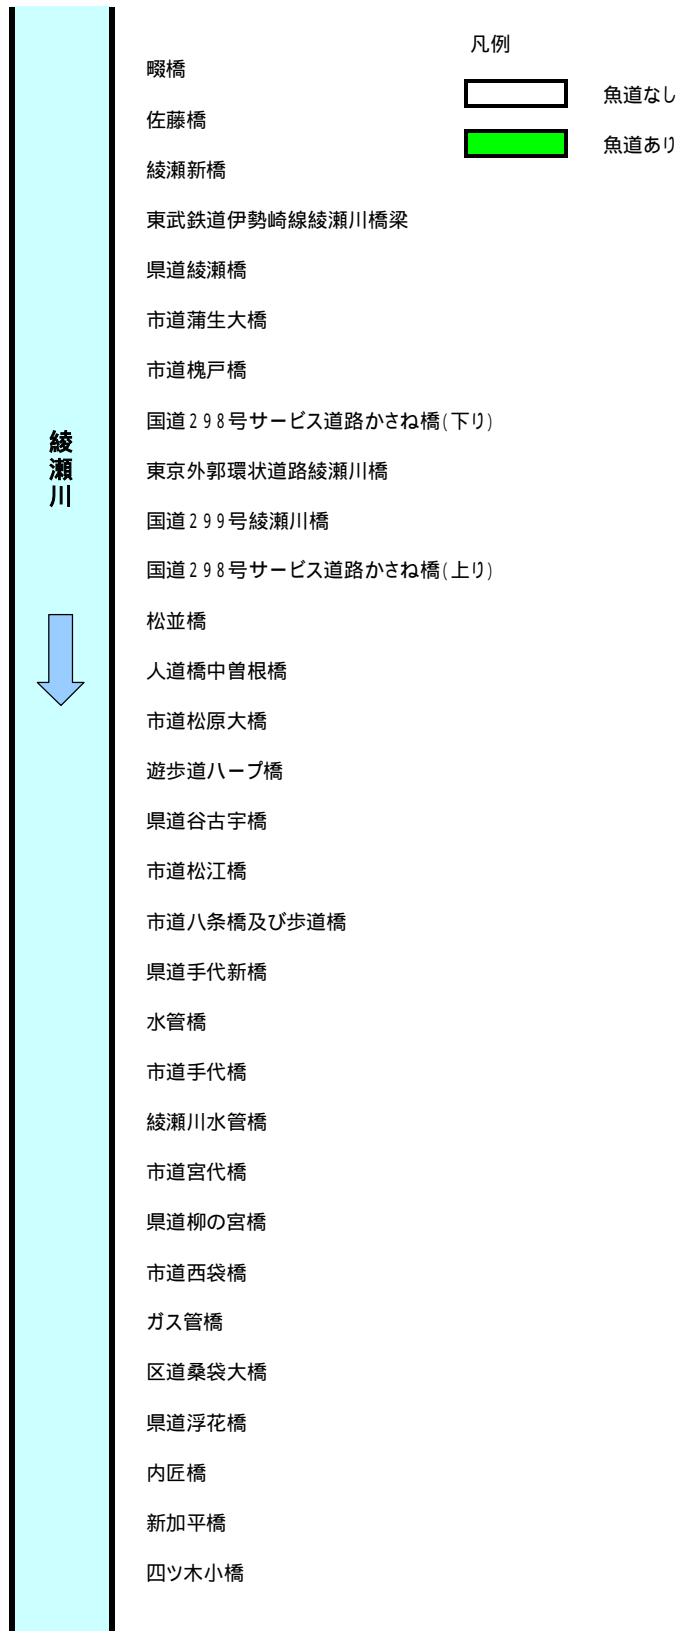 凡例
魚道なし
魚道あり
畷橋
佐藤橋
綾瀬新橋
東武鉄道伊勢崎線綾瀬川橋梁
県道綾瀬橋
市道蒲生大橋
市道槐戸橋
国道298号サービス道路かさね橋(下り)
東京外郭環状道路綾瀬川橋
国道299号綾瀬川橋
国道298号サービス道路かさね橋(上り)
松並橋
人道橋中曽根橋
市道松原大橋
遊歩道ハープ橋
県道谷古宇橋
市道松江橋
市道八条橋及び歩道橋
県道手代新橋
水管橋
市道手代橋
綾瀬川水管橋
市道宮代橋
県道柳の宮橋
市道西袋橋
ガス管橋
区道桑袋大橋
県道浮花橋
内匠橋
新加平橋
四ツ木小橋
綾瀬川